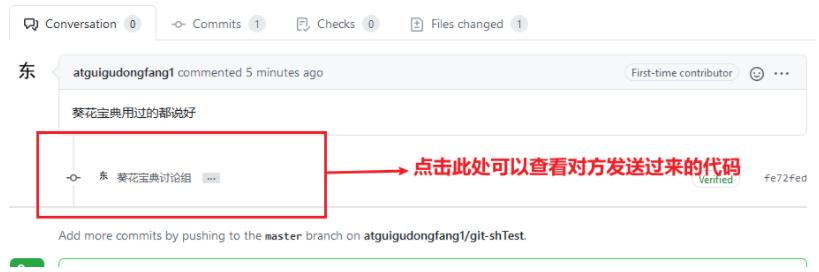 Conversation 0 Commits 1 Checks 0 Files changed 1
东 atguigudongfang1 commented 5 minutes ago First-time contributor
葵花宝典用过的都说好
点击此处可以查看对方发送过来的代码
东 葵花宝典讨论组 Verified fe72fed
Add more commits by pushing to the master branch on atguigudongfang1/git-shTest.